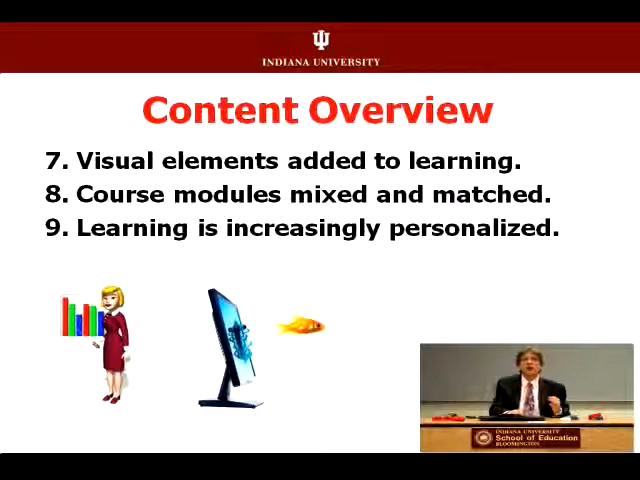 INDIANA UNIVERSITY
Content Overview
7. Visual elements added to learning.
8. Course modules mixed and matched.
9. Learning is increasingly personalized.
INDIANA UNIVERSITY
School of Education
BLOOMINGTON